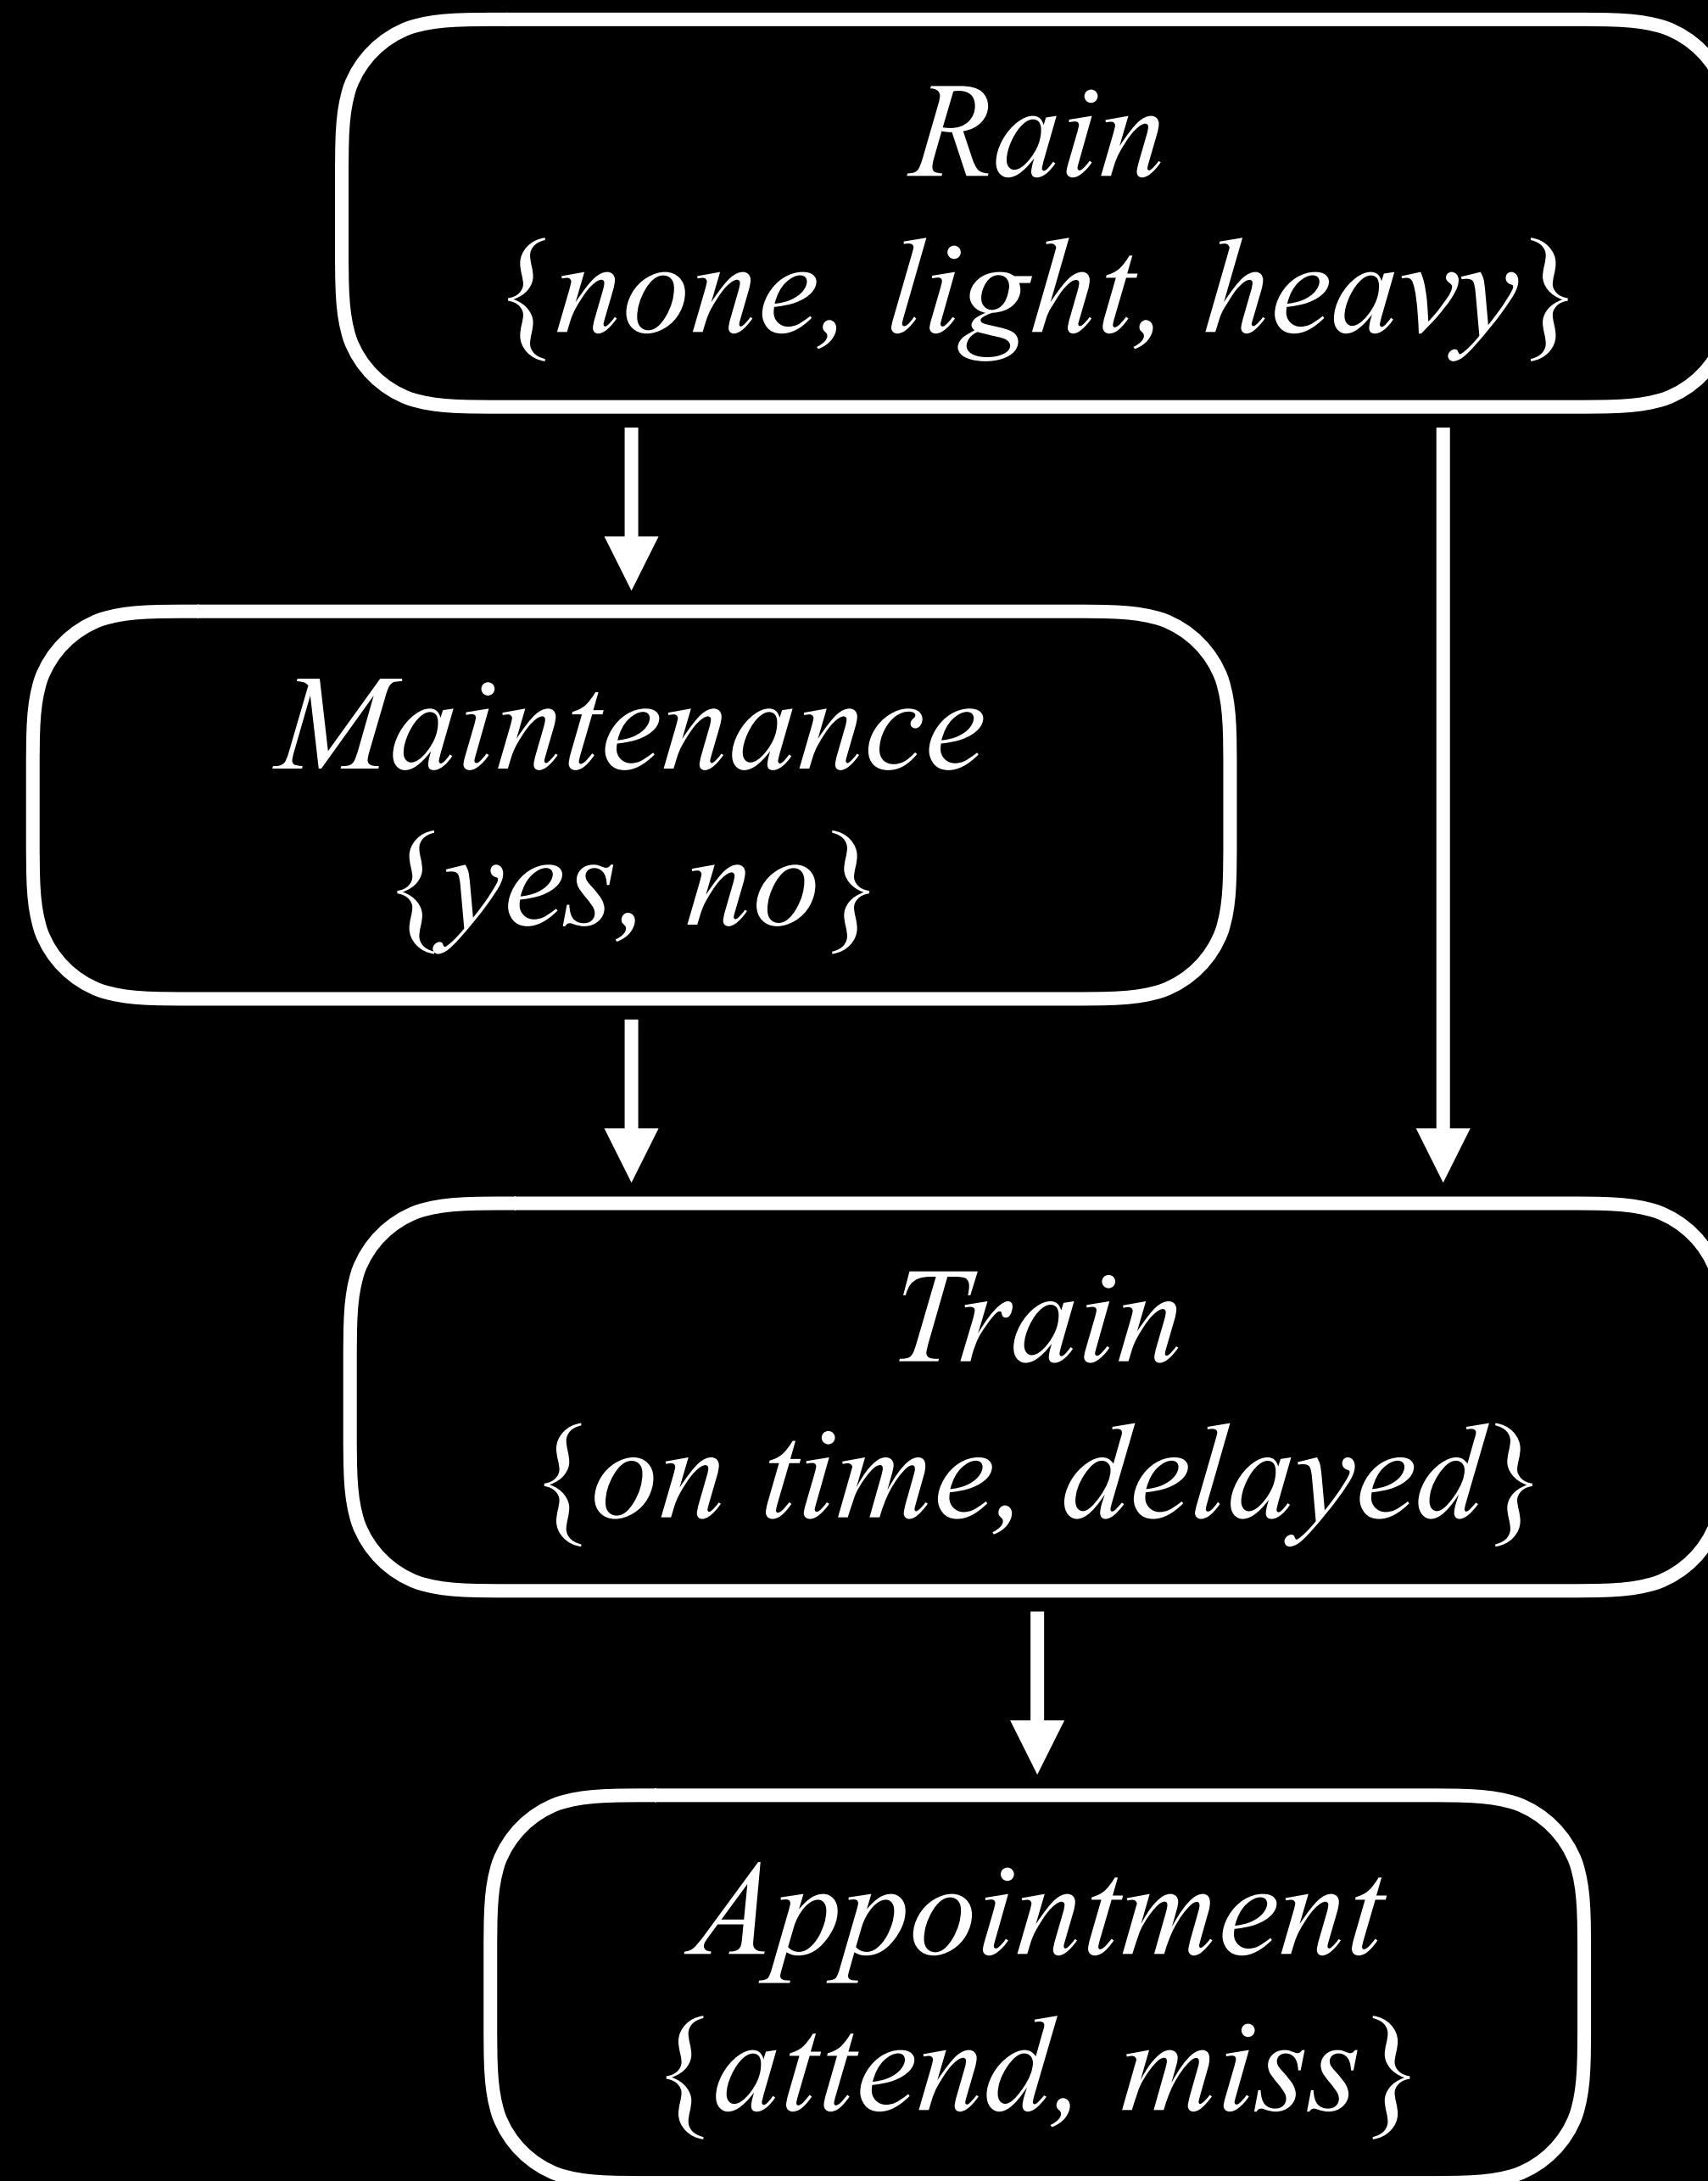 Rain
{none, light, heavy}
Maintenance
{yes, no}
Train
{on time, delayed}
Appointment
{attend, miss}